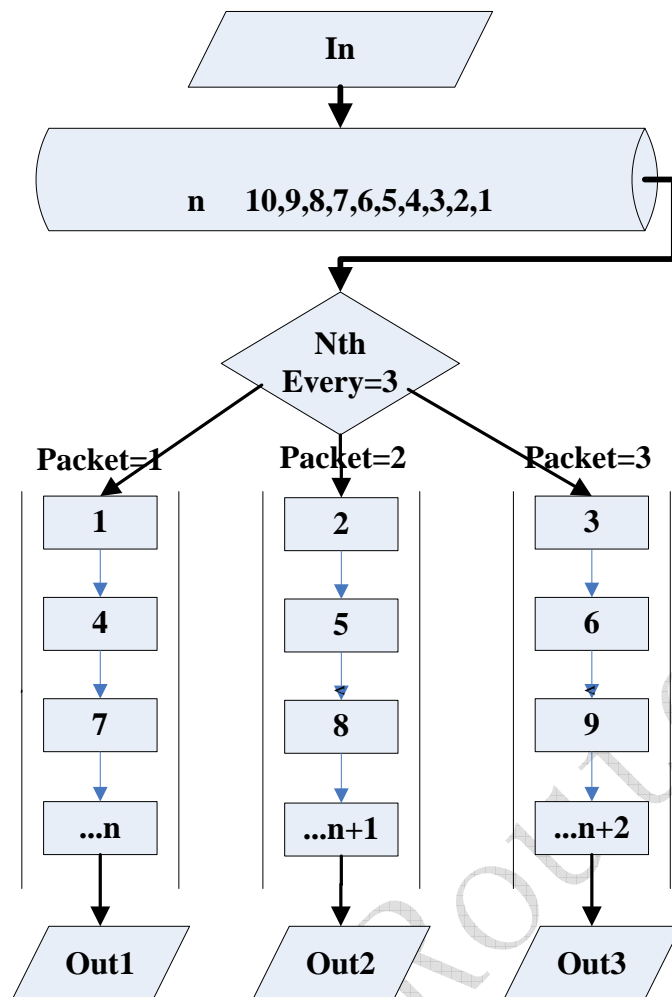 In
n 10,9,8,7,6,5,4,3,2,1
Nth
Every=3
Packet=1 Packet=2 Packet=3
1 2 3
4 5 6
7 8 9
...n ...n+1 ...n+2
Out1 Out2 Out3